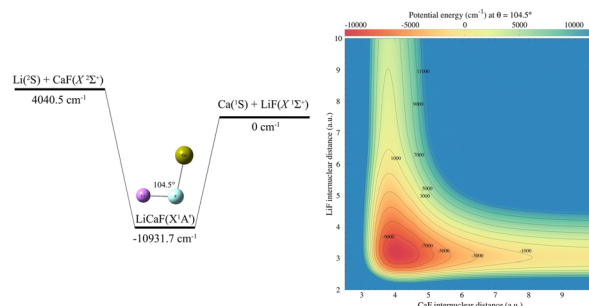 Li(²S) + CaF(X ²Σ⁺)
4040.5 cm⁻¹
Ca(¹S) + LiF(X ¹Σ⁺)
0 cm⁻¹
104.5°
LiCaF(X¹A')
-10931.7 cm⁻¹
Potential energy (cm⁻¹) at θ = 104.5°
-10000 -5000 0 5000 10000
LiF internuclear distance (a.u.)
10
9
8
7
6
5
4
3
2
11000
9000
7000
1000
5000
3000
-9000
-7000
-5000
-3000
-1000
3 4 5 6 7 8 9
CaF internuclear distance (a.u.)